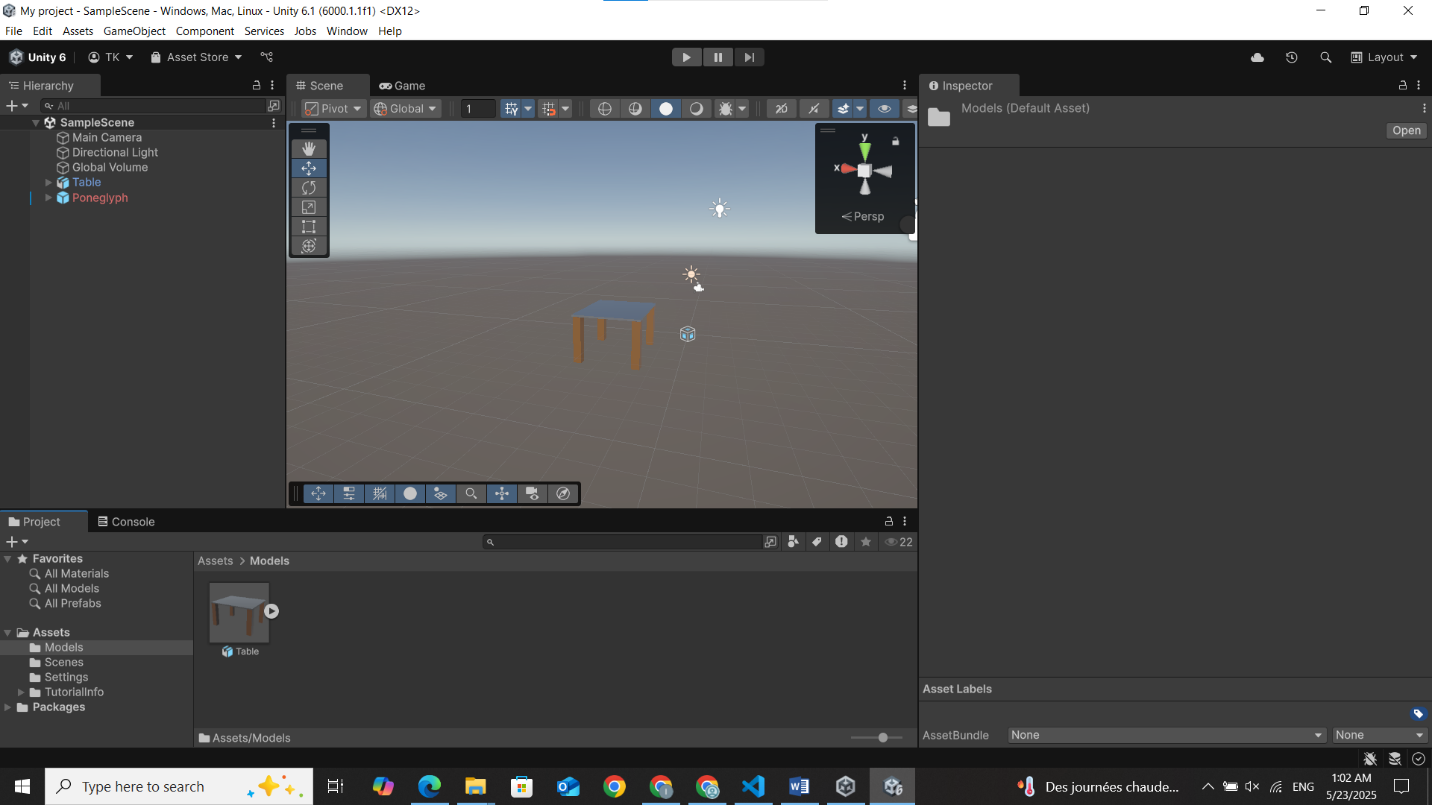 My project - SampleScene - Windows, Mac, Linux - Unity 6.1 (6000.1.1f1) <DX12>
File Edit Assets GameObject Component Services Jobs Window Help
Unity 6 TK Asset Store Layout
Hierarchy
All
SampleScene
Main Camera
Directional Light
Global Volume
Table
Poneglyph
Scene Game
Pivot Global 1 2D
y
x
Persp
Inspector
Models (Default Asset)
Open
Project Console
22
Favorites
All Materials
All Models
All Prefabs
Assets
Models
Scenes
Settings
TutorialInfo
Packages
Assets > Models
Table
Assets/Models
Asset Labels
AssetBundle None None
Type here to search
Des journées chaude...
ENG
1:02 AM
5/23/2025